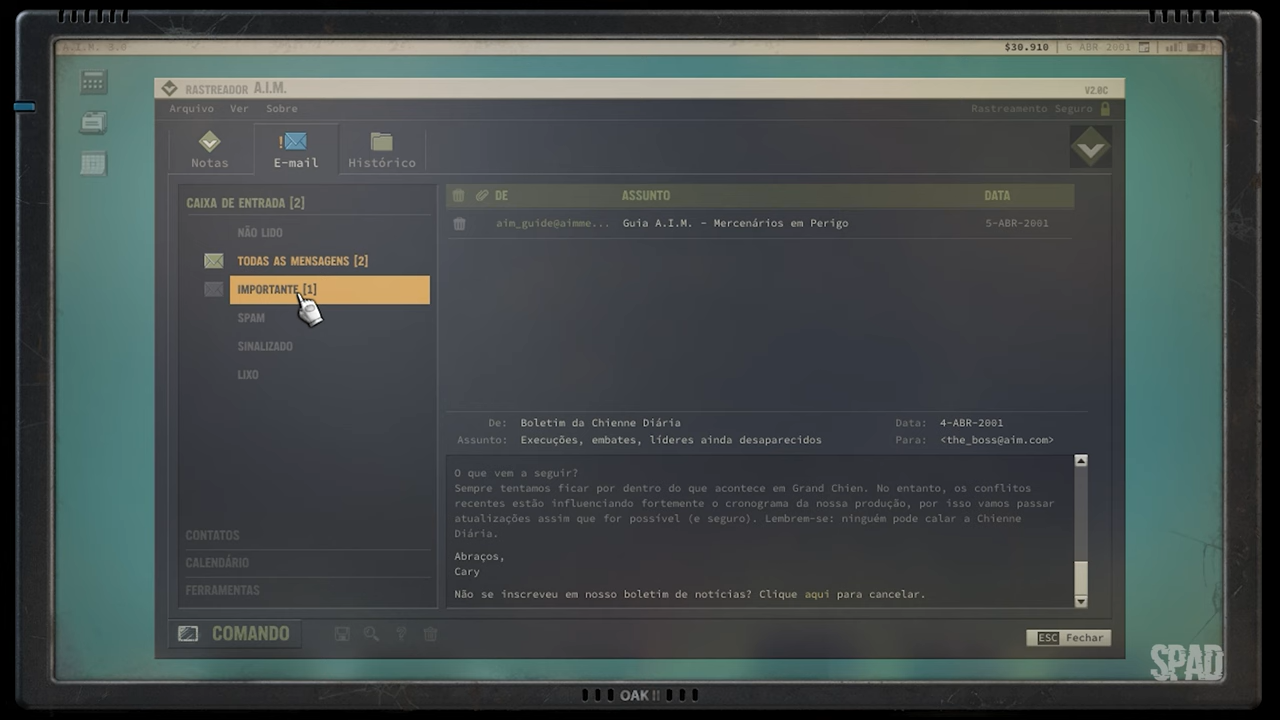 A.I.M. 3.0
$30.910 | 6 ABR 2001
RASTREADOR A.I.M.
V2.0C
Arquivo Ver Sobre
Rastreamento Seguro
Notas
E-mail
Histórico
CAIXA DE ENTRADA [2]
NÃO LIDO
TODAS AS MENSAGENS [2]
IMPORTANTE [1]
SPAM
SINALIZADO
LIXO
CONTATOS
CALENDÁRIO
FERRAMENTAS
DE ASSUNTO DATA
aim_guide@aimme... Guia A.I.M. - Mercenários em Perigo 5-ABR-2001
De: Boletim da Chienne Diária Data: 4-ABR-2001
Assunto: Execuções, embates, líderes ainda desaparecidos Para: <the_boss@aim.com>
O que vem a seguir?
Sempre tentamos ficar por dentro do que acontece em Grand Chien. No entanto, os conflitos
recentes estão influenciando fortemente o cronograma da nossa produção, por isso vamos passar
atualizações assim que for possível (e seguro). Lembrem-se: ninguém pode calar a Chienne
Diária.
Abraços,
Cary
Não se inscreveu em nosso boletim de notícias? Clique aqui para cancelar.
COMANDO
ESC Fechar
SPAD
OAK II